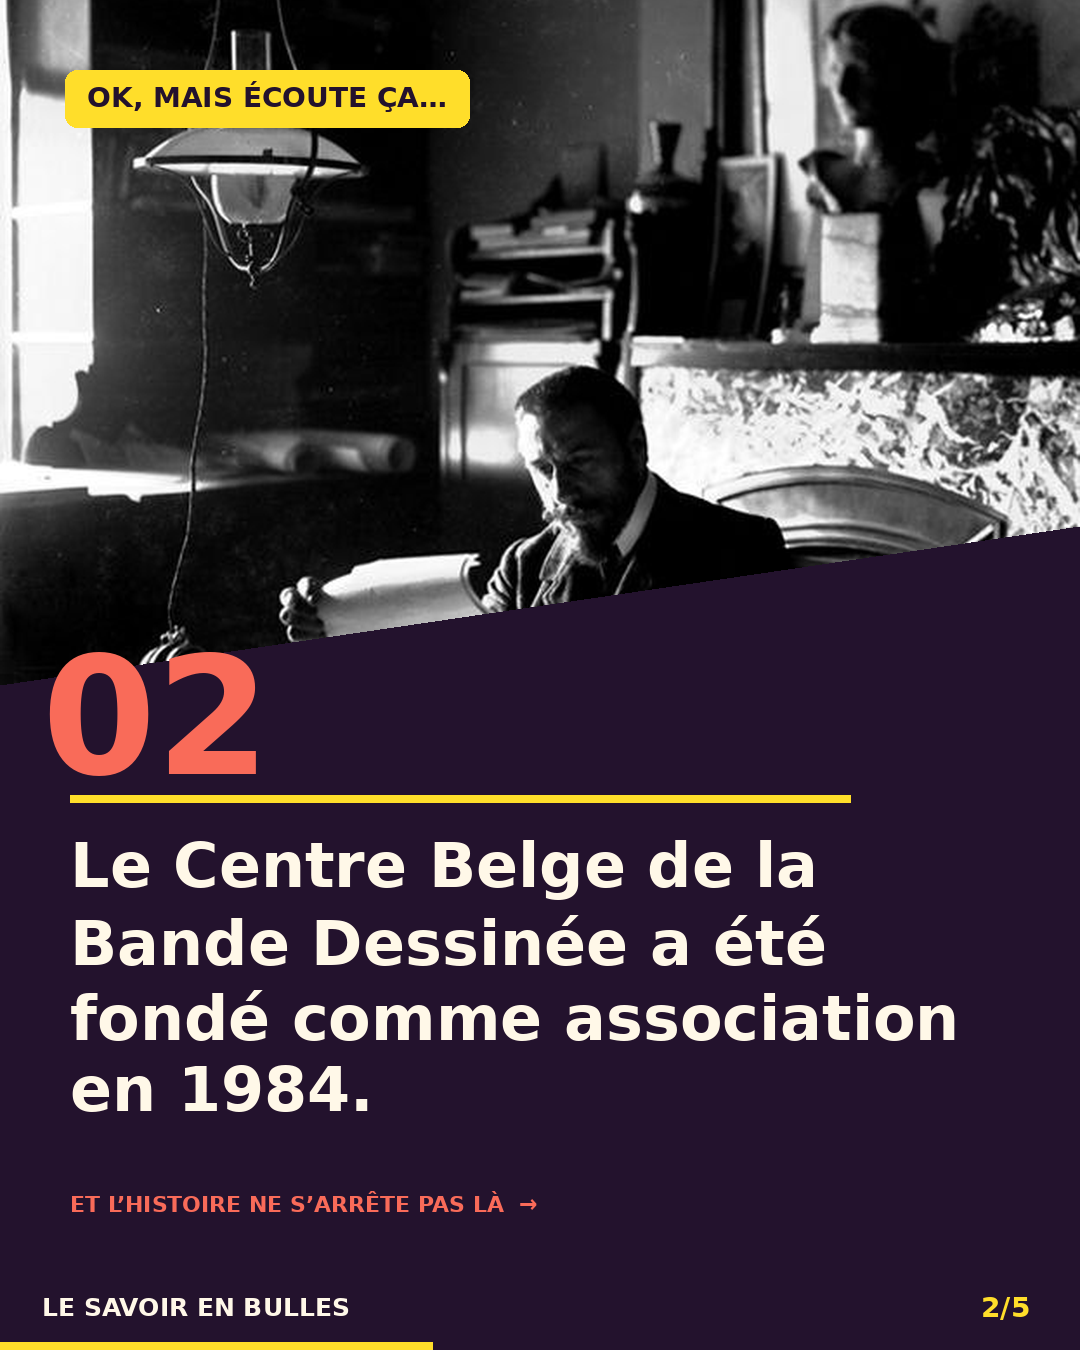 OK, MAIS ÉCOUTE ÇA…
02
Le Centre Belge de la
Bande Dessinée a été
fondé comme association
en 1984.
ET L’HISTOIRE NE S’ARRÊTE PAS LÀ →
LE SAVOIR EN BULLES
2/5